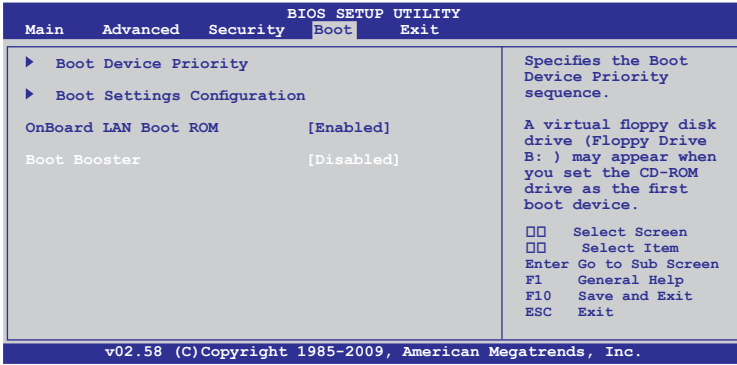 BIOS SETUP UTILITY
Main Advanced Security Boot Exit
Boot Device Priority
Boot Settings Configuration
OnBoard LAN Boot ROM [Enabled]
Boot Booster [Disabled]
Specifies the Boot
Device Priority
sequence.
A virtual floppy disk
drive (Floppy Drive
B: ) may appear when
you set the CD-ROM
drive as the first
boot device.
Select Screen
Select Item
Enter Go to Sub Screen
F1 General Help
F10 Save and Exit
ESC Exit
v02.58 (C)Copyright 1985-2009, American Megatrends, Inc.